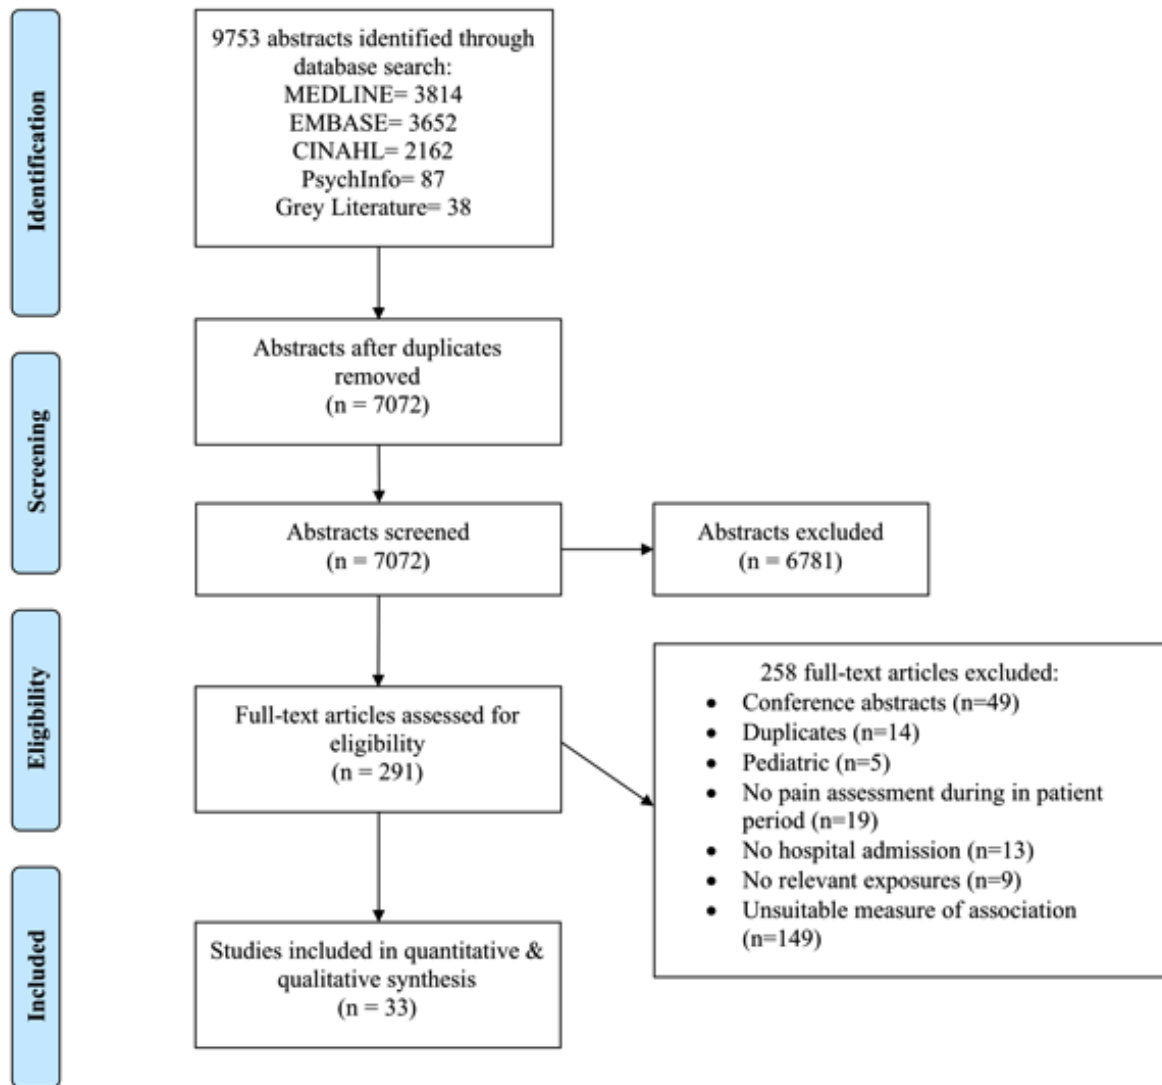 Identification
9753 abstracts identified through
database search:
MEDLINE= 3814
EMBASE= 3652
CINAHL= 2162
PsychInfo= 87
Grey Literature= 38
Screening
Abstracts after duplicates
removed
(n = 7072)
Abstracts screened
(n = 7072)
Abstracts excluded
(n = 6781)
Eligibility
Full-text articles assessed for
eligibility
(n = 291)
258 full-text articles excluded:
• Conference abstracts (n=49)
• Duplicates (n=14)
• Pediatric (n=5)
• No pain assessment during in patient
period (n=19)
• No hospital admission (n=13)
• No relevant exposures (n=9)
• Unsuitable measure of association
(n=149)
Included
Studies included in quantitative &
qualitative synthesis
(n = 33)